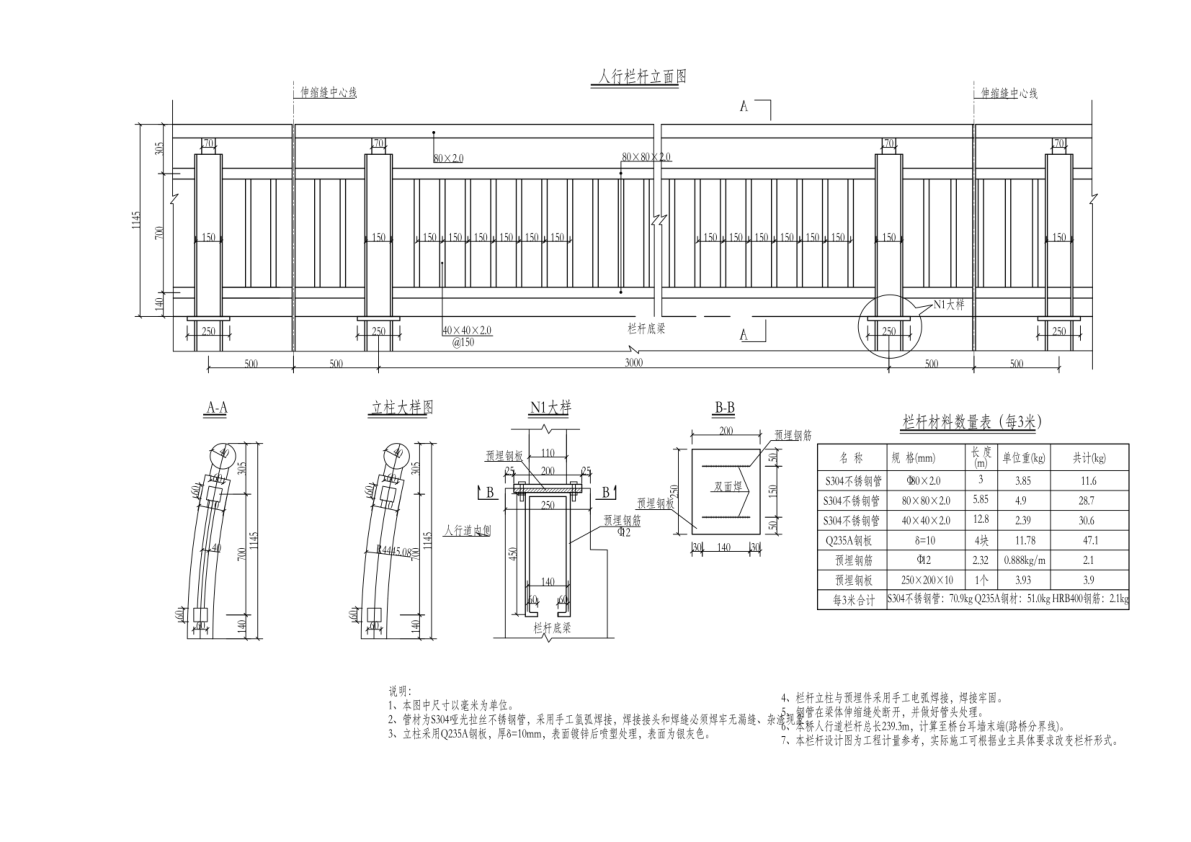 人行栏杆立面图
伸缩缝中心线
伸缩缝中心线
A
70
70
70
70
305
80×2.0
80×80×2.0
1145
700
140
150
150
150 150 150 150 150 150
150 150 150 150 150 150
150
150
N1大样
250
250
40×40×2.0
@150
栏杆底梁
A
250
250
500
500
3000
500
500
A-A
立柱大样图
N1大样
B-B
40
60
60
305
40
700
1145
60
60
140
40
60
60
305
R4445.08
700
1145
60
60
140
110
预埋钢板
25
200
25
B
B
250
人行道内侧
预埋钢筋
Φ12
450
140
60
60
栏杆底梁
200
预埋钢筋
50
250
双面焊
150
预埋钢板
50
30
140
30
栏杆材料数量表（每3米）
名 称 规 格(mm) 长 度(m) 单位重(kg) 共计(kg)
S304不锈钢管 Φ80×2.0 3 3.85 11.6
S304不锈钢管 80×80×2.0 5.85 4.9 28.7
S304不锈钢管 40×40×2.0 12.8 2.39 30.6
Q235A钢板 δ=10 4块 11.78 47.1
预埋钢筋 Φ12 2.32 0.888kg/m 2.1
预埋钢板 250×200×10 1个 3.93 3.9
每3米合计 S304不锈钢管：70.9kg Q235A钢材：51.0kg HRB400钢筋：2.1kg
说明：
1、本图中尺寸以毫米为单位。
2、管材为S304哑光拉丝不锈钢管，采用手工氩弧焊接，焊接接头和焊缝必须焊牢无漏缝、杂渣现象。
3、立柱采用Q235A钢板，厚δ=10mm，表面镀锌后喷塑处理，表面为银灰色。
4、栏杆立柱与预埋件采用手工电弧焊接，焊接牢固。
5、钢管在梁体伸缩缝处断开，并做好管头处理。
6、本桥人行道栏杆总长239.3m，计算至桥台耳墙末端(路桥分界线)。
7、本栏杆设计图为工程计量参考，实际施工可根据业主具体要求改变栏杆形式。